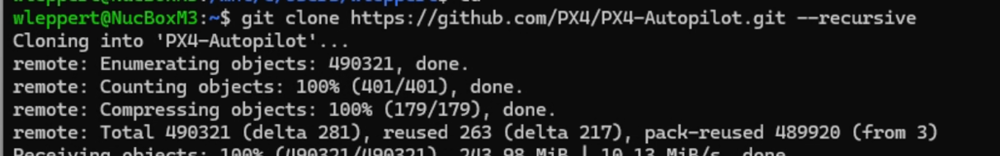 wleppert@NucBoxM3:~$ git clone https://github.com/PX4/PX4-Autopilot.git --recursive
Cloning into 'PX4-Autopilot'...
remote: Enumerating objects: 490321, done.
remote: Counting objects: 100% (401/401), done.
remote: Compressing objects: 100% (179/179), done.
remote: Total 490321 (delta 281), reused 263 (delta 217), pack-reused 489920 (from 3)
Receiving objects: 100% (490321/490321), 243.98 MiB | 10.13 MiB/s, done.